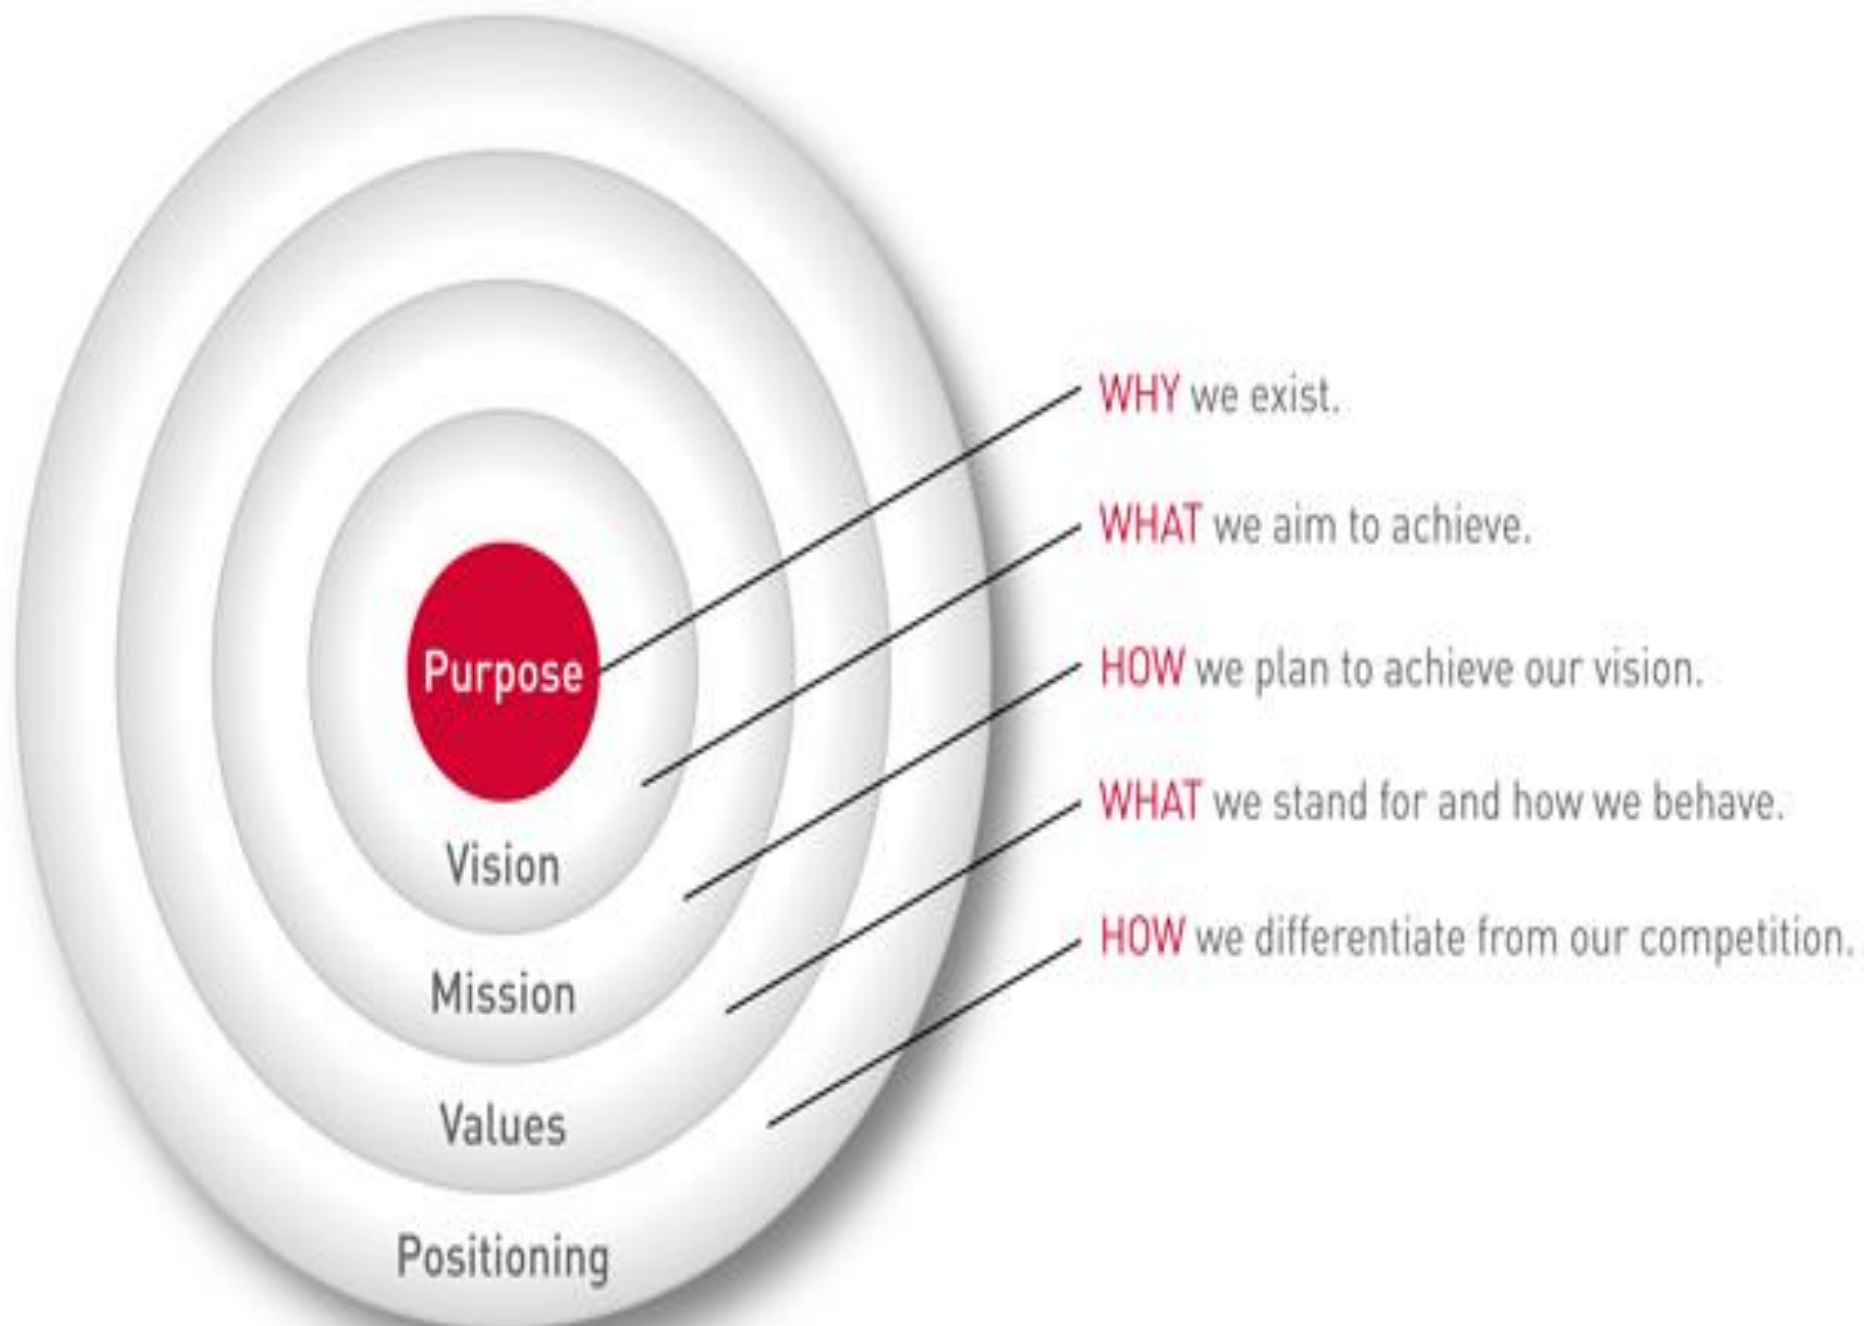 Purpose
Vision
Mission
Values
Positioning
WHY we exist.
WHAT we aim to achieve.
HOW we plan to achieve our vision.
WHAT we stand for and how we behave.
HOW we differentiate from our competition.